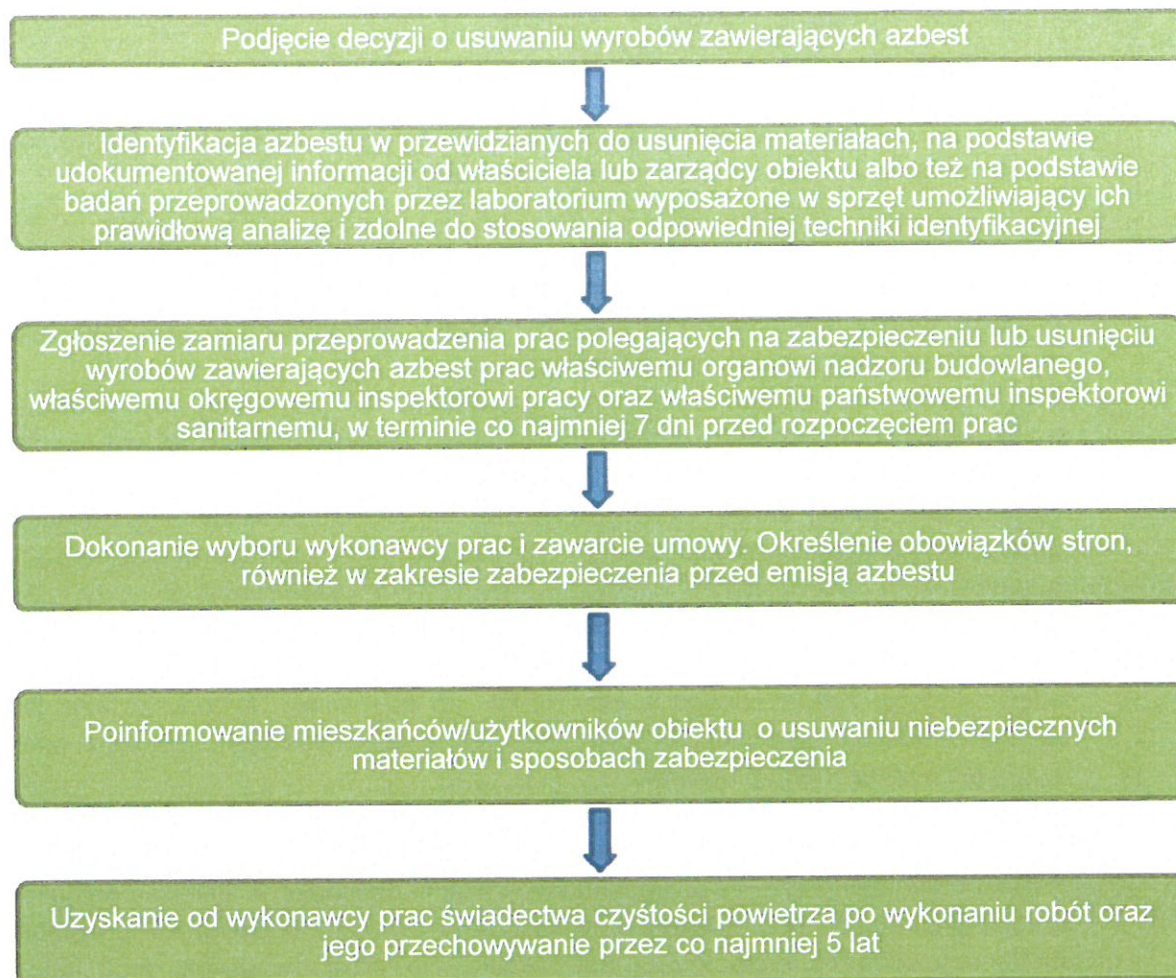 Podjęcie decyzji o usuwaniu wyrobów zawierających azbest
Identyfikacja azbestu w przewidzianych do usunięcia materiałach, na podstawie
udokumentowanej informacji od właściciela lub zarządcy obiektu albo też na podstawie
badań przeprowadzonych przez laboratorium wyposażone w sprzęt umożliwiający ich
prawidłową analizę i zdolne do stosowania odpowiedniej techniki identyfikacyjnej
Zgłoszenie zamiaru przeprowadzenia prac polegających na zabezpieczeniu lub usunięciu
wyrobów zawierających azbest prac właściwemu organowi nadzoru budowlanego,
właściwemu okręgowemu inspektorowi pracy oraz właściwemu państwowemu inspektorowi
sanitarnemu, w terminie co najmniej 7 dni przed rozpoczęciem prac
Dokonanie wyboru wykonawcy prac i zawarcie umowy. Określenie obowiązków stron,
również w zakresie zabezpieczenia przed emisją azbestu
Poinformowanie mieszkańców/użytkowników obiektu o usuwaniu niebezpiecznych
materiałów i sposobach zabezpieczenia
Uzyskanie od wykonawcy prac świadectwa czyśtości powietrza po wykonaniu robót oraz
jego przechowywanie przez co najmniej 5 lat